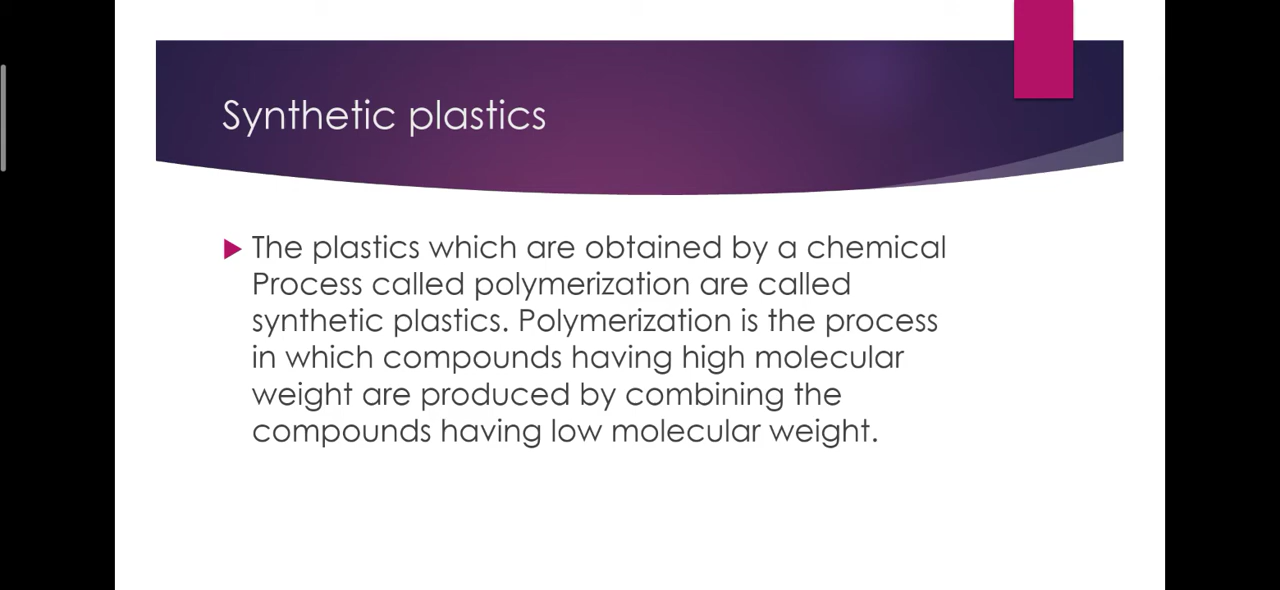 Synthetic plastics
The plastics which are obtained by a chemical
Process called polymerization are called
synthetic plastics. Polymerization is the process
in which compounds having high molecular
weight are produced by combining the
compounds having low molecular weight.